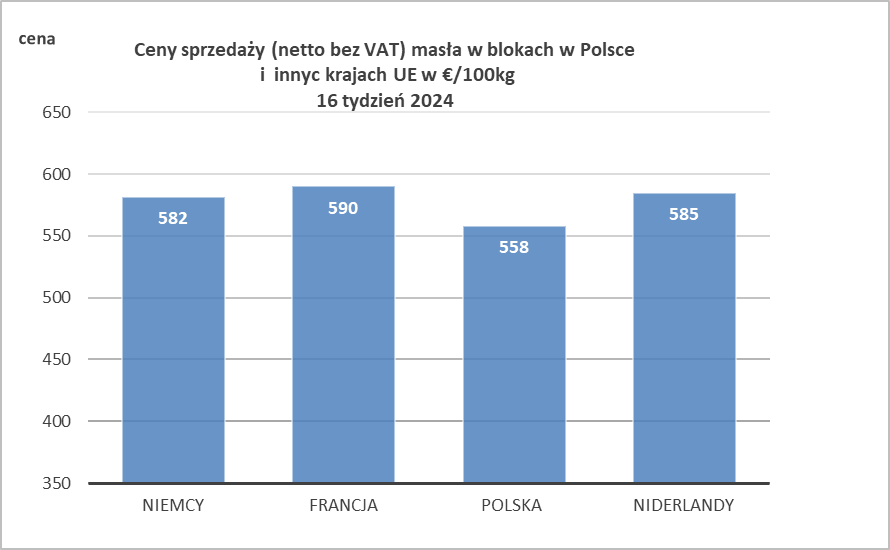 cena
Ceny sprzedaży (netto bez VAT) masła w blokach w Polsce
i innyc krajach UE w €/100kg
16 tydzień 2024
650
600
550
500
450
400
350
582
590
558
585
NIEMCY
FRANCJA
POLSKA
NIDERLANDY